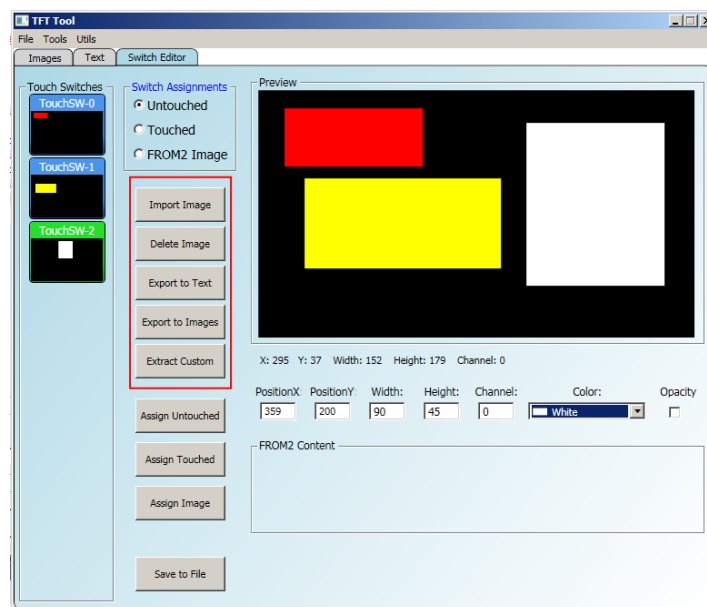 TFT Tool
File Tools Utils
Images Text Switch Editor
Touch Switches
TouchSW-0
TouchSW-1
TouchSW-2
Switch Assignments
Untouched
Touched
FROM2 Image
Import Image
Delete Image
Export to Text
Export to Images
Extract Custom
Assign Untouched
Assign Touched
Assign Image
Save to File
Preview
X: 295 Y: 37 Width: 152 Height: 179 Channel: 0
PositionX: PositionY: Width: Height: Channel: Color: Opacity
359 200 90 45 0 White
FROM2 Content